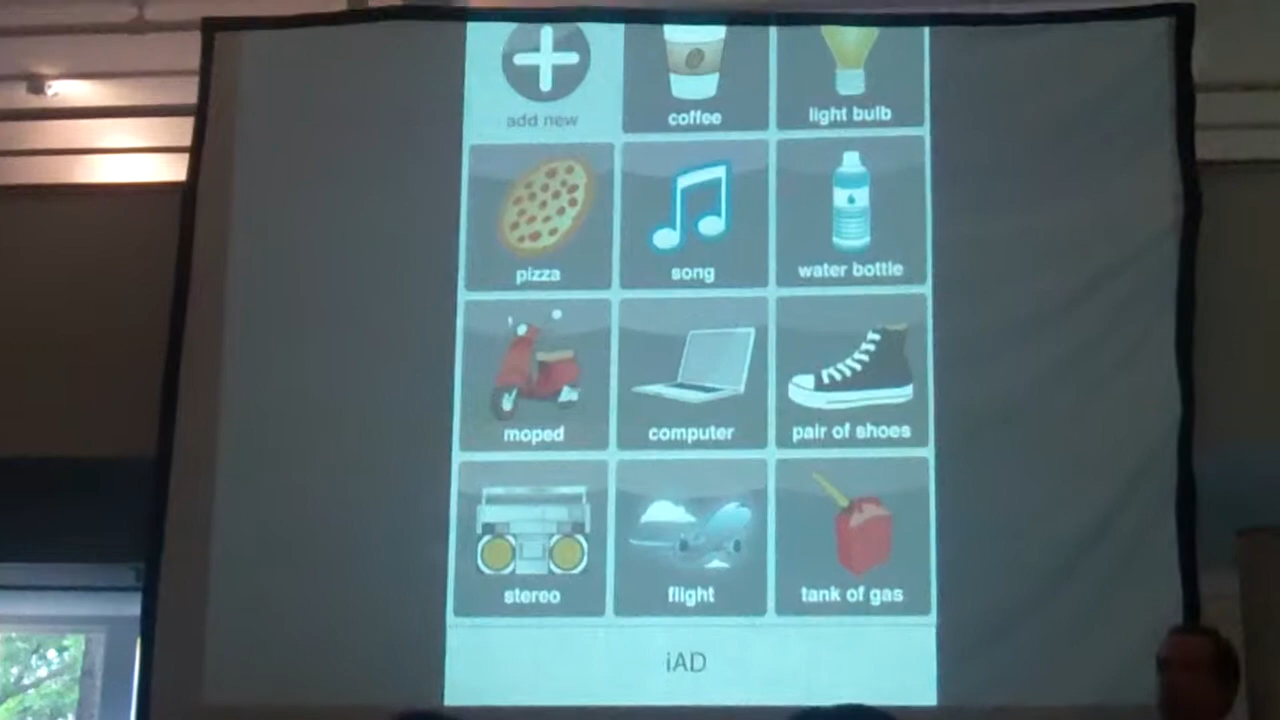 add new
coffee
light bulb
pizza
song
water bottle
moped
computer
pair of shoes
stereo
flight
tank of gas
iAD